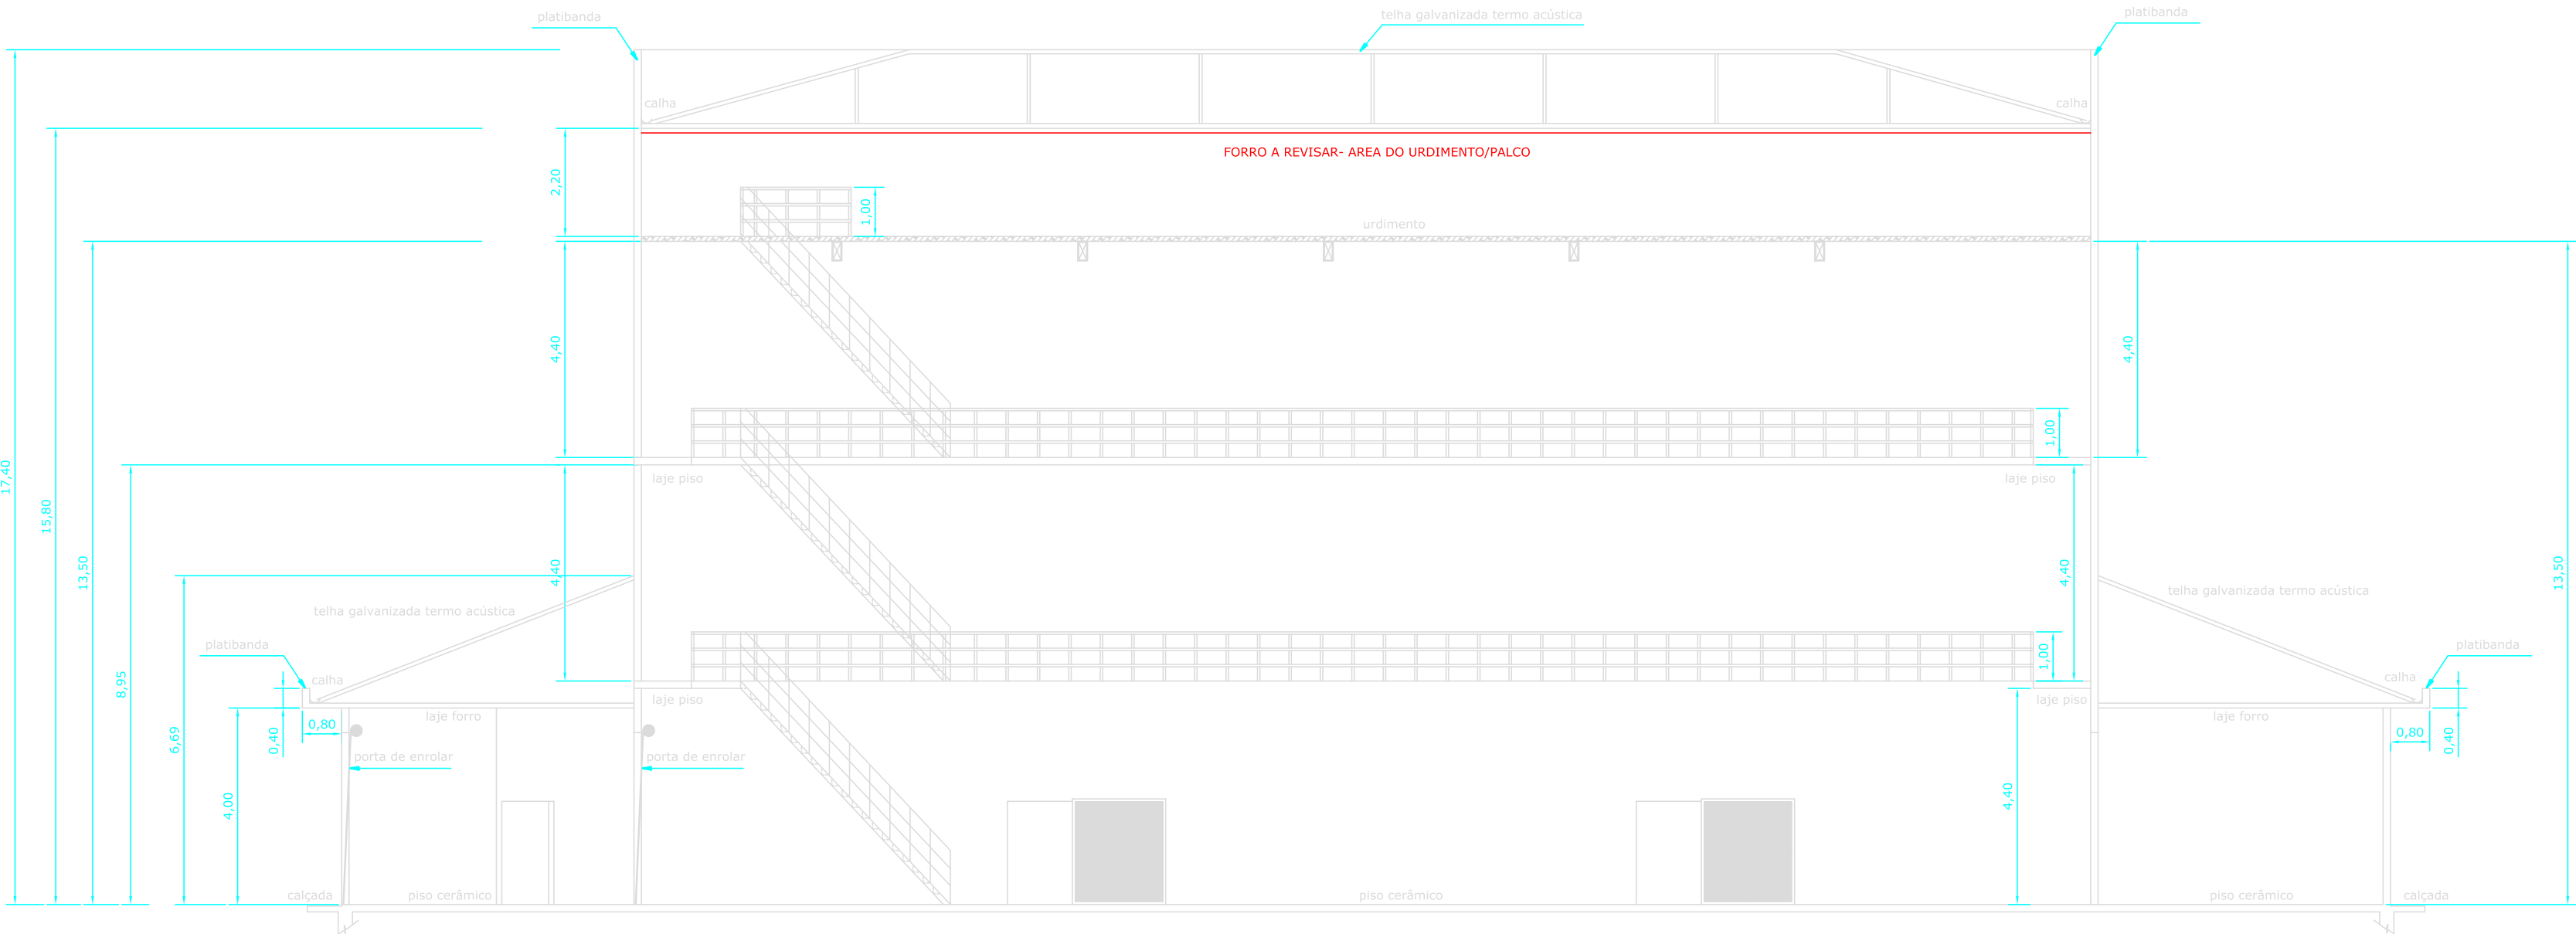 platibanda
telha galvanizada termo acústica
platibanda
calha
calha
FORRO A REVISAR- AREA DO URDIMENTO/PALCO
2,20
1,00
urdimento
4,40
4,40
1,00
17,40
15,80
13,50
8,95
6,69
laje piso
laje piso
4,40
4,40
13,50
telha galvanizada termo acústica
telha galvanizada termo acústica
platibanda
platibanda
1,00
calha
calha
laje piso
laje piso
laje forro
laje forro
0,80
0,40
0,80
0,40
porta de enrolar
porta de enrolar
4,00
4,40
calçada
piso cerâmico
piso cerâmico
piso cerâmico
calçada